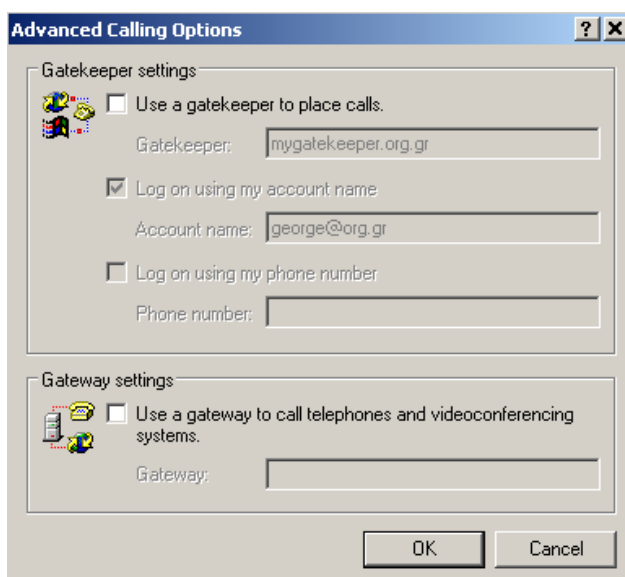 Advanced Calling Options
Gatekeeper settings
Use a gatekeeper to place calls.
Gatekeeper: mygatekeeper.org.gr
Log on using my account name
Account name: george@org.gr
Log on using my phone number
Phone number:
Gateway settings
Use a gateway to call telephones and videoconferencing
systems.
Gateway:
OK Cancel